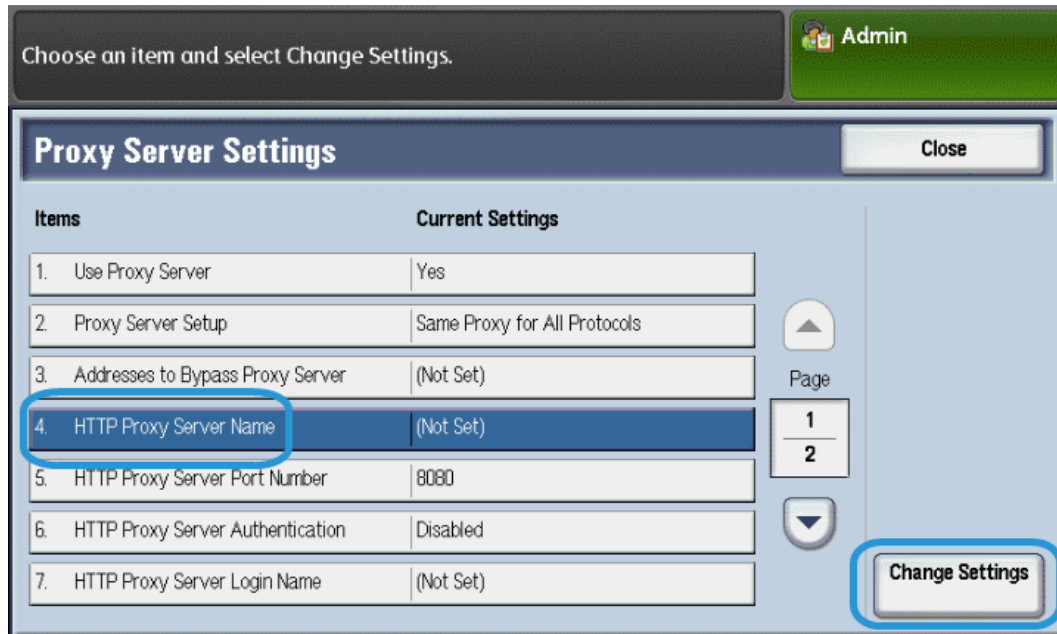 Choose an item and select Change Settings.
Admin
Proxy Server Settings
Close
Items Current Settings
1. Use Proxy Server Yes
2. Proxy Server Setup Same Proxy for All Protocols
3. Addresses to Bypass Proxy Server (Not Set)
Page
4. HTTP Proxy Server Name (Not Set)
1
2
5. HTTP Proxy Server Port Number 8080
6. HTTP Proxy Server Authentication Disabled
7. HTTP Proxy Server Login Name (Not Set)
Change Settings